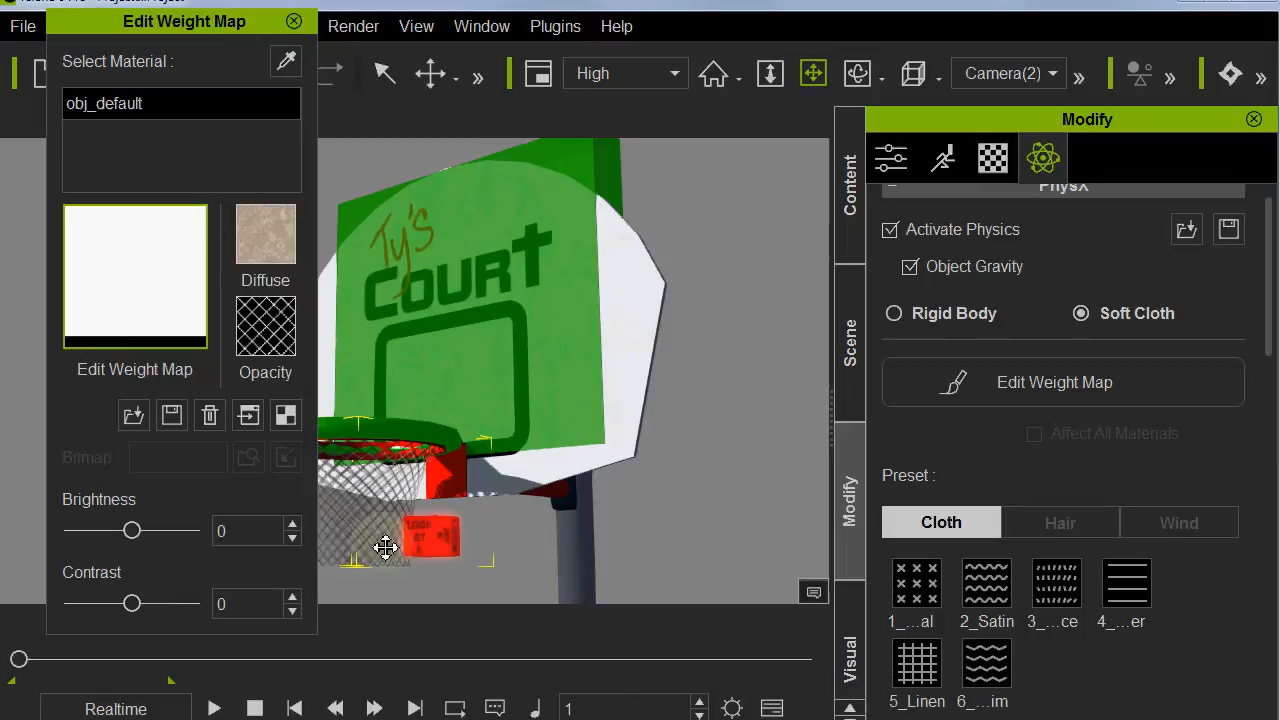 Edit Weight Map
File
Render
View
Window
Plugins
Help
Select Material :
obj_default
High
Camera(2)
Modify
Content
Scene
Modify
Visual
PhysX
Activate Physics
Object Gravity
Rigid Body
Soft Cloth
Edit Weight Map
Affect All Materials
Preset :
Cloth
Hair
Wind
1_...al
2_Satin
3_...ce
4_...er
5_Linen
6_...im
Diffuse
Edit Weight Map
Opacity
Bitmap
Brightness
0
Contrast
0
Ty's
COURT
Realtime
1